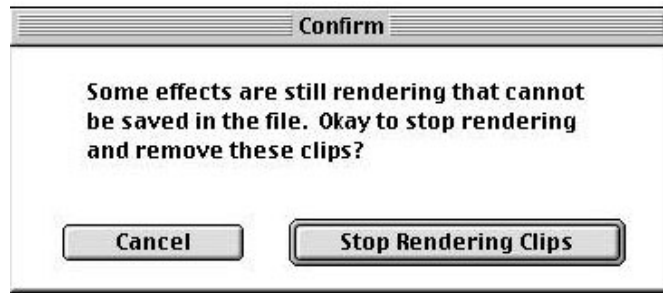 Confirm
Some effects are still rendering that cannot
be saved in the file. Okay to stop rendering
and remove these clips?
Cancel
Stop Rendering Clips